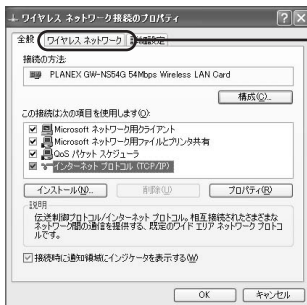 ワイヤレス ネットワーク接続のプロパティ
全般 ワイヤレス ネットワーク 詳細設定
接続の方法:
PLANEX GW-NS54G 54Mbps Wireless LAN Card
構成(C)...
この接続は次の項目を使用します(O):
Microsoft ネットワーク用クライアント
Microsoft ネットワーク用ファイルとプリンタ共有
QoS パケット スケジューラ
インターネット プロトコル (TCP/IP)
インストール(N)... 削除(U) プロパティ(R)
説明
伝送制御プロトコル/インターネット プロトコル。相互接続されたさまざまな
ネットワーク間の通信を提供する、既定のワイド エリア ネットワーク プロトコ
ルです。
接続時に通知領域にインジケータを表示する(W)
OK キャンセル